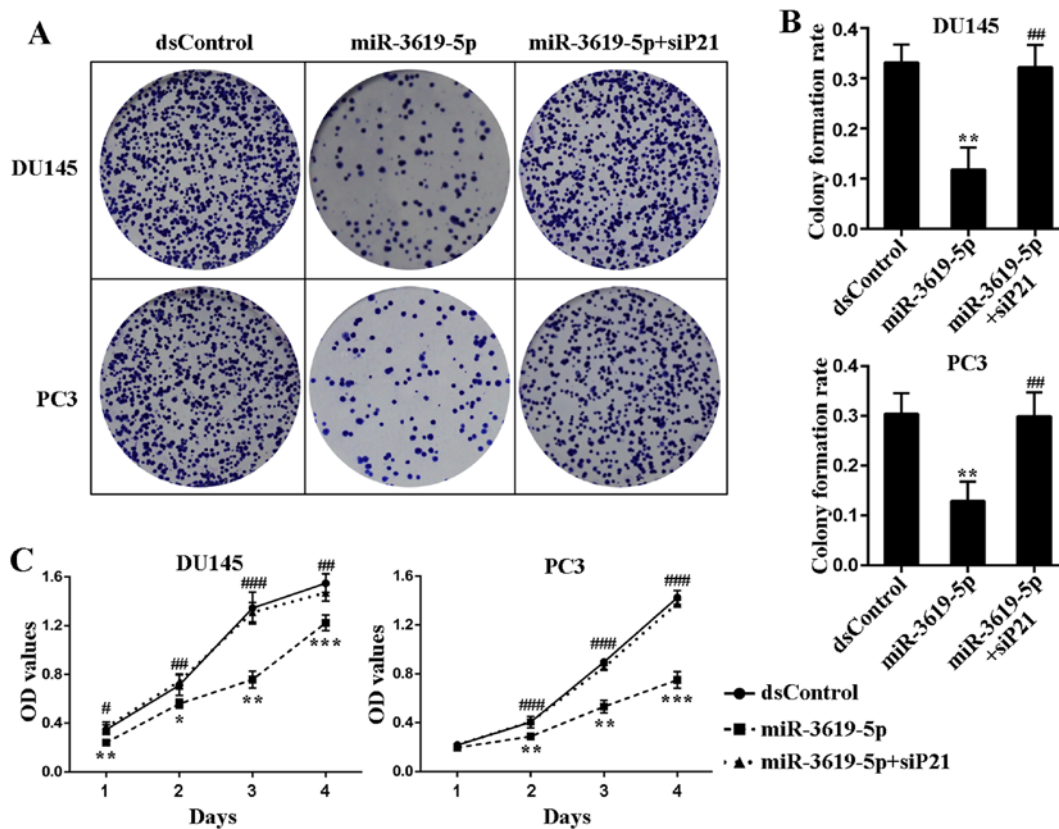 A
dsControl
miR-3619-5p
miR-3619-5p+siP21
DU145
PC3
B
DU145
Colony formation rate
0.4
0.3
0.2
0.1
0.0
**
##
dsControl
miR-3619-5p
miR-3619-5p
+siP21
PC3
Colony formation rate
0.4
0.3
0.2
0.1
0.0
**
##
dsControl
miR-3619-5p
miR-3619-5p
+siP21
C
DU145
OD values
1.6
1.2
0.8
0.4
0.0
#
##
###
##
**
*
**
***
1 2 3 4
Days
PC3
OD values
1.6
1.2
0.8
0.4
0.0
###
###
###
**
**
***
1 2 3 4
Days
dsControl
miR-3619-5p
miR-3619-5p+siP21